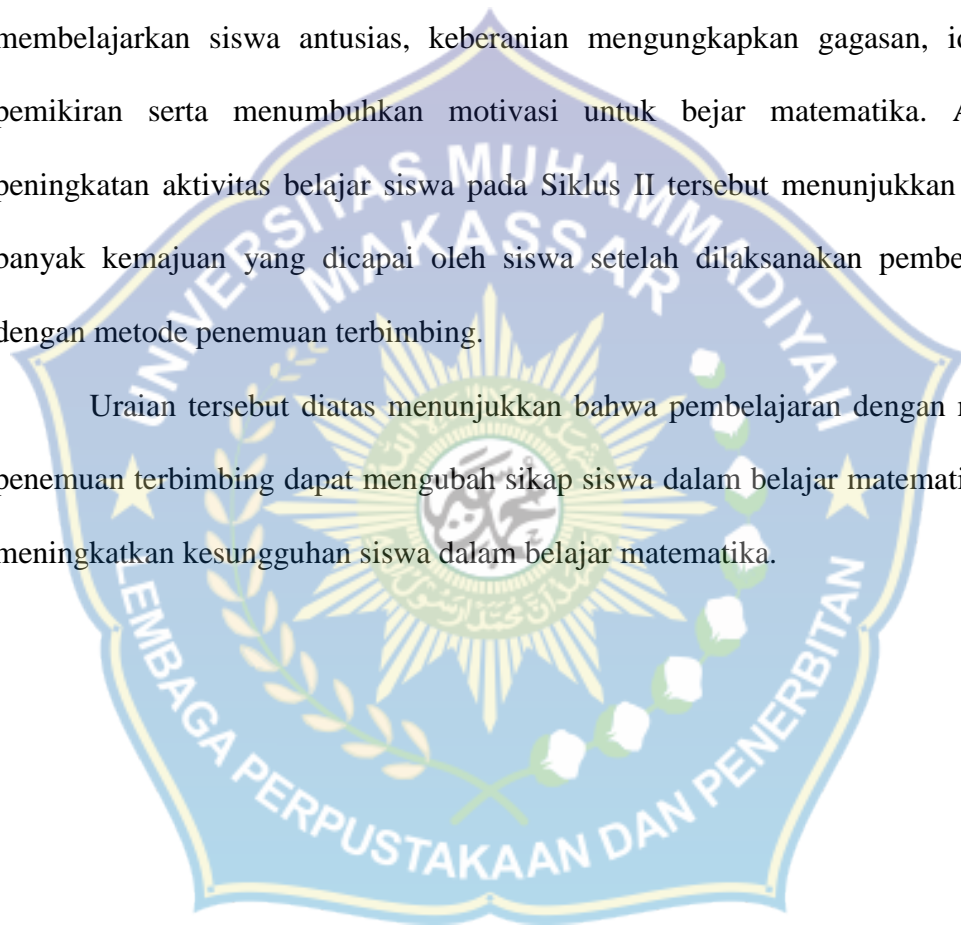 membelajarkan siswa antusias, keberanian mengungkapkan gagasan,
pemikiran serta menumbuhkan motivasi untuk bejar matematika.
peningkatan aktivitas belajar siswa pada Siklus II tersebut menunjukkan
banyak kemajuan yang dicapai oleh siswa setelah dilaksanakan
dengan metode penemuan terbimbing.
Uraian tersebut diatas menunjukkan bahwa pembelajaran dengan
penemuan terbimbing dapat mengubah sikap siswa dalam belajar
meningkatkan kesungguhan siswa dalam belajar matematika.
UNIVERSITAS MUHAMMADIYAH
MAKASSAR
LEMBAGA PERPUSTAKAAN DAN PENERBITAN